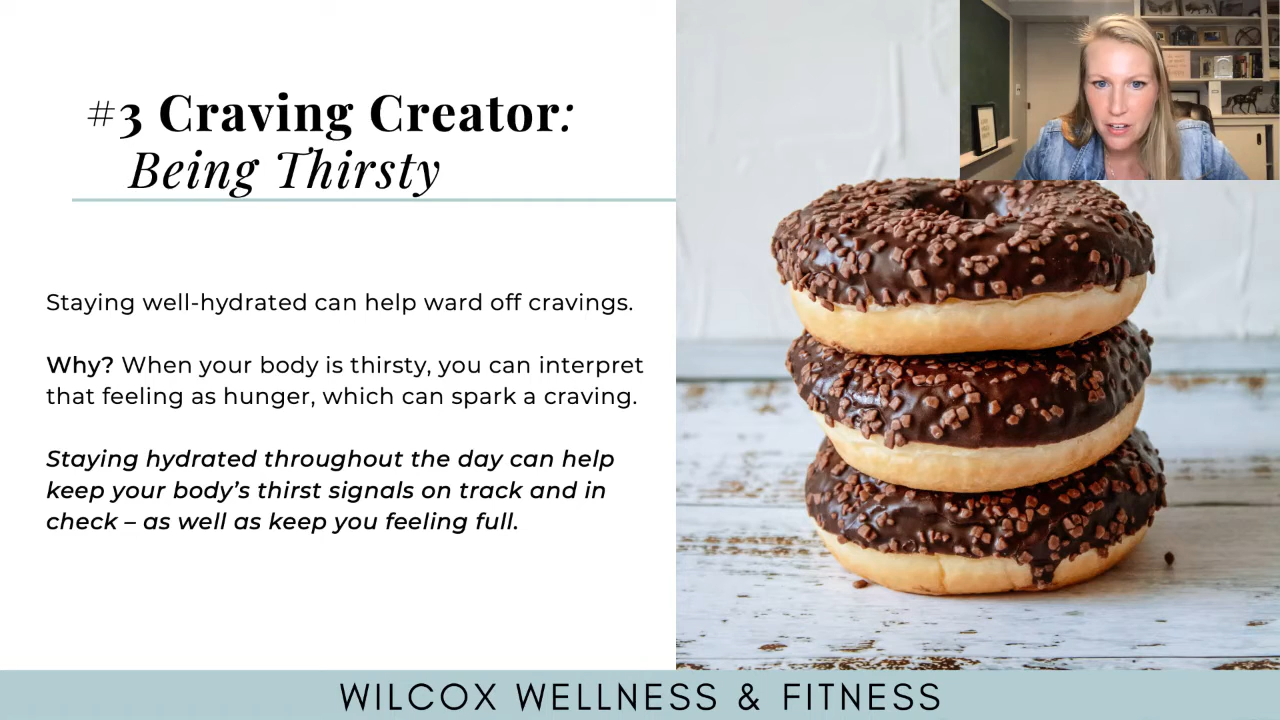 #3 Craving Creator:
Being Thirsty
Staying well-hydrated can help ward off cravings.
Why? When your body is thirsty, you can interpret
that feeling as hunger, which can spark a craving.
Staying hydrated throughout the day can help
keep your body's thirst signals on track and in
check – as well as keep you feeling full.
WILCOX WELLNESS & FITNESS